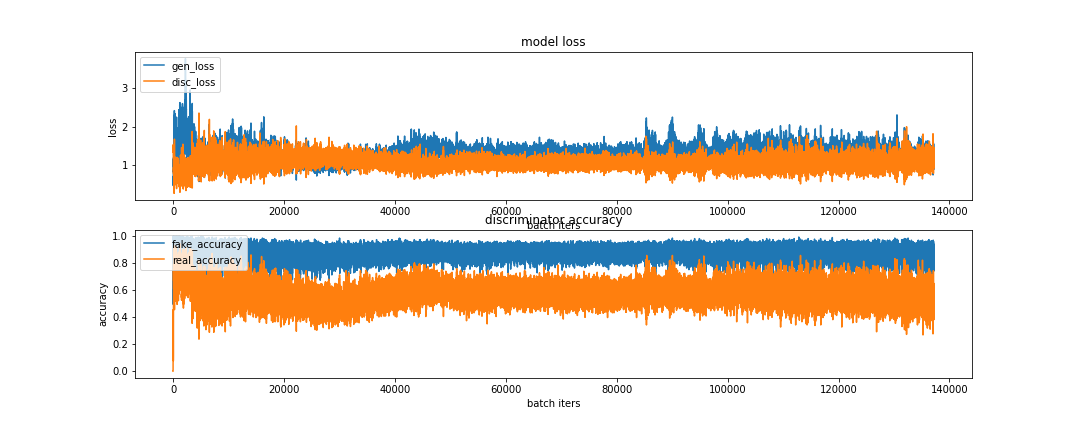 model loss
gen_loss
disc_loss
3
2
1
loss
0 20000 40000 60000 80000 100000 120000 140000
batch iters
discriminator accuracy
fake_accuracy
real_accuracy
1.0
0.8
0.6
0.4
0.2
0.0
accuracy
0 20000 40000 60000 80000 100000 120000 140000
batch iters